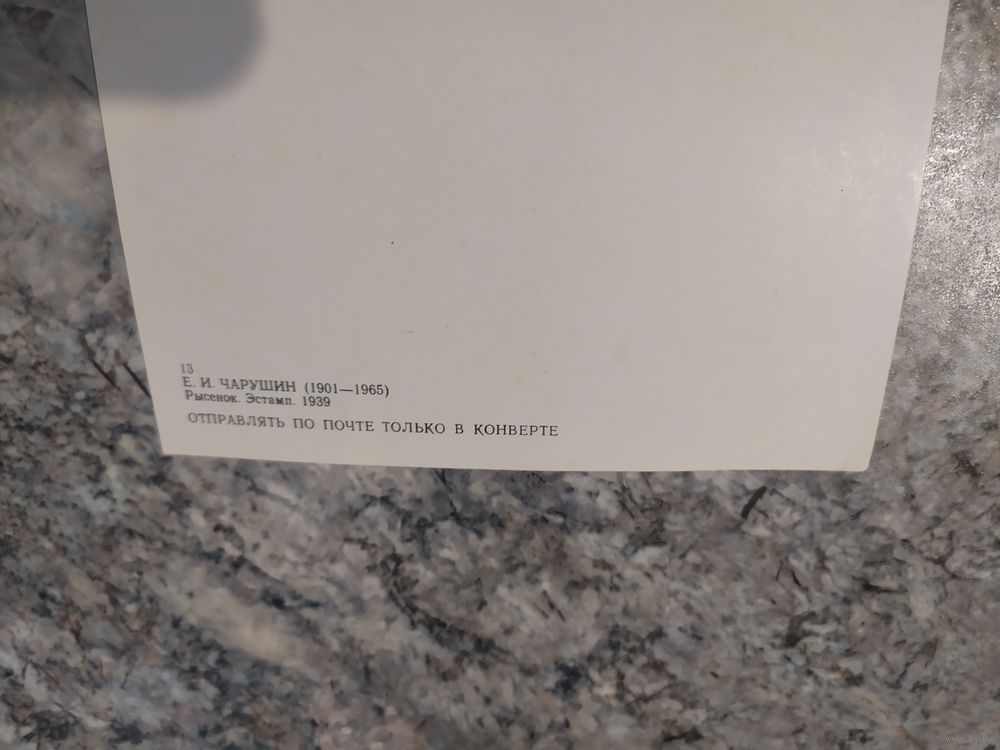 13
Е. И. ЧАРУШИН (1901—1965)
Рысенок. Эстамп. 1939
ОТПРАВЛЯТЬ ПО ПОЧТЕ ТОЛЬКО В КОНВЕРТЕ